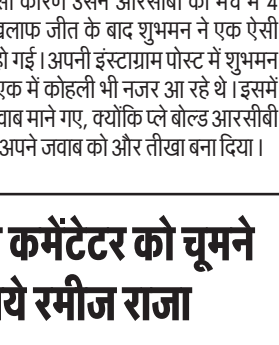 कारण उसने आरसीबी को मैच में 4
जीत के बाद शुभमन ने एक ऐसी
हो गई। अपनी इंस्टाग्राम पोस्ट में शुभमन
एक में कोहली भी नजर आ रहे थे। इसमें
माने गए, क्योंकि प्ले बोल्ड आरसीबी
अपने जवाब को और तीखा बना दिया।
कमेंटेटर को चूमने
रमीज राजा